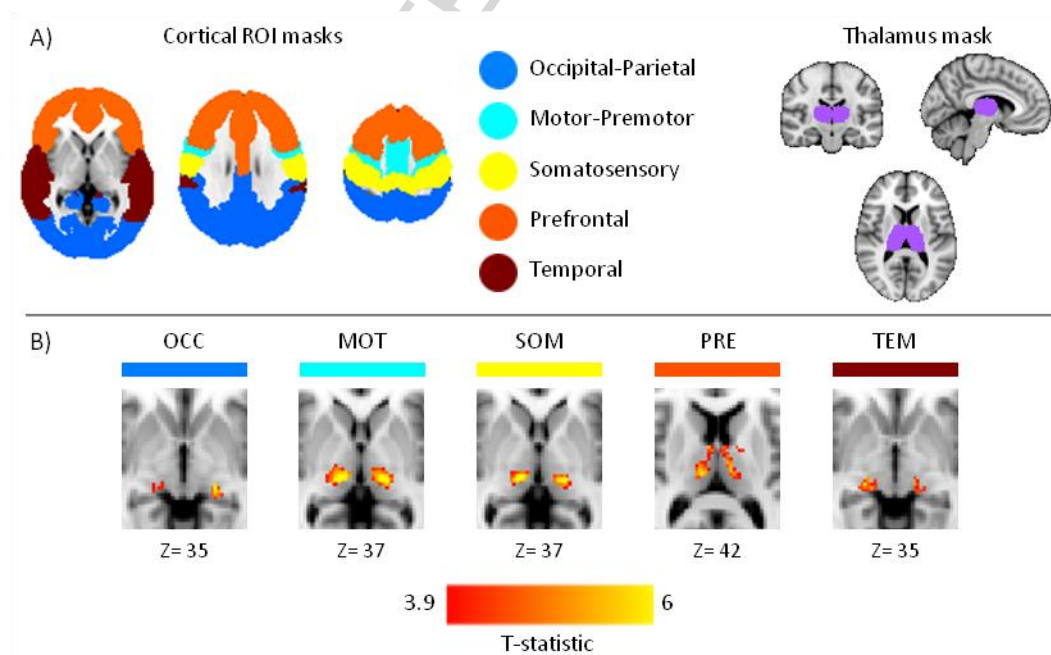 A)
Cortical ROI masks
Thalamus mask
Occipital-Parietal
Motor-Premotor
Somatosensory
Prefrontal
Temporal
B)
OCC
MOT
SOM
PRE
TEM
Z= 35
Z= 37
Z= 37
Z= 42
Z= 35
3.9
6
T-statistic